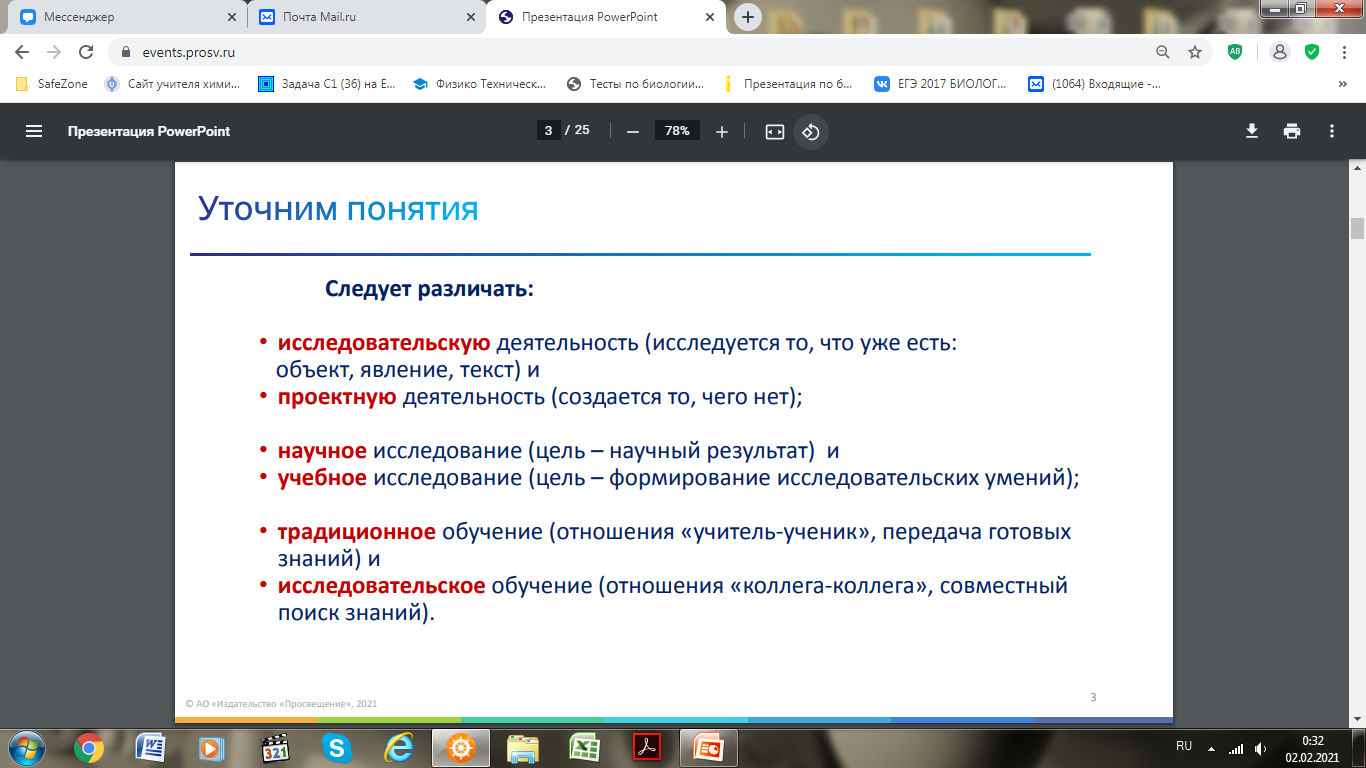 Мессенджер
Почта Mail.ru
Презентация PowerPoint
events.prosv.ru
SafeZone
Сайт учителя хими...
Задача С1 (36) на Е...
Физико Техническ...
Тесты по биологии...
Презентация по б...
ЕГЭ 2017 БИОЛОГ...
(1064) Входящие -...
Презентация PowerPoint
3 / 25
78%
Уточним понятия
Следует различать:
• исследовательскую деятельность (исследуется то, что уже есть:
объект, явление, текст) и
• проектную деятельность (создается то, чего нет);
• научное исследование (цель – научный результат) и
• учебное исследование (цель – формирование исследовательских умений);
• традиционное обучение (отношения «учитель-ученик», передача готовых
знаний) и
• исследовательское обучение (отношения «коллега-коллега», совместный
поиск знаний).
© АО «Издательство «Просвещение», 2021
3
321
RU
0:32
02.02.2021